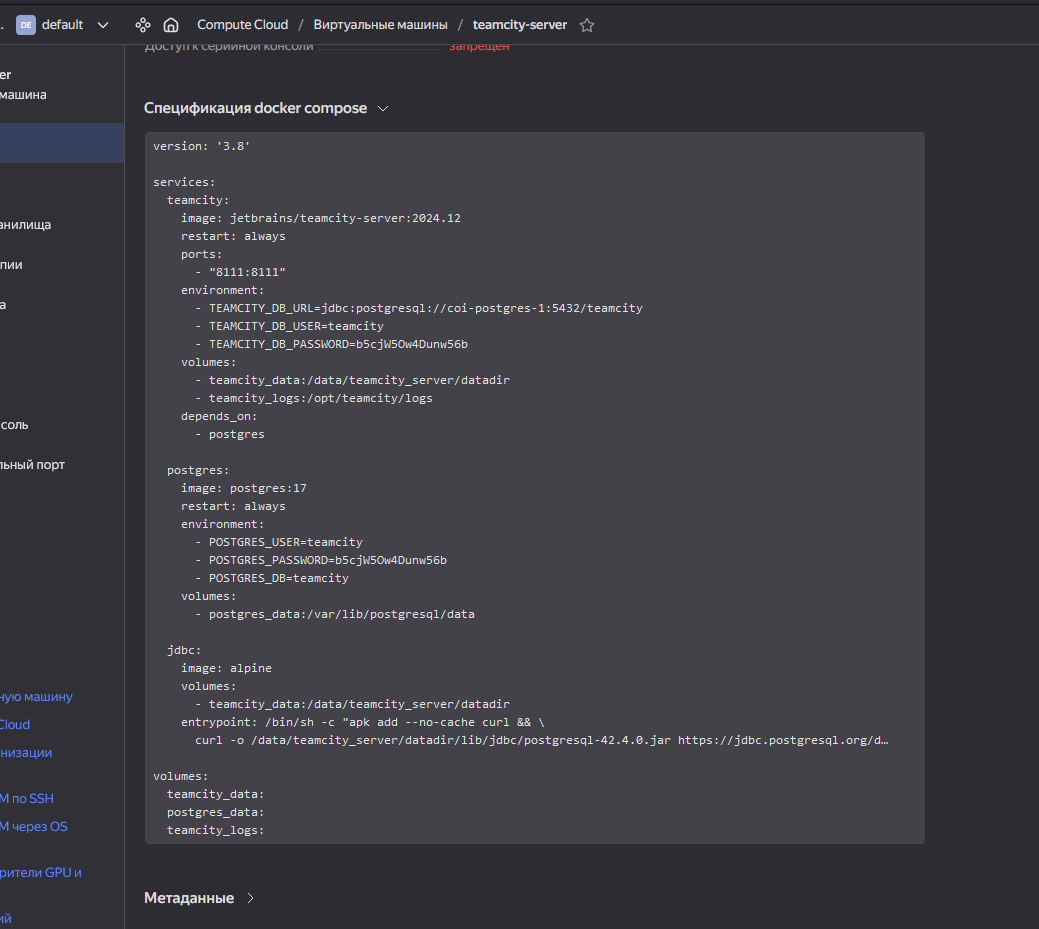 DE default Compute Cloud / Виртуальные машины / teamcity-server
Доступ к серийной консоли запрещен
er
машина
Спецификация docker compose
version: '3.8'
services:
teamcity:
image: jetbrains/teamcity-server:2024.12
restart: always
ports:
- "8111:8111"
environment:
- TEAMCITY_DB_URL=jdbc:postgresql://coi-postgres-1:5432/teamcity
- TEAMCITY_DB_USER=teamcity
- TEAMCITY_DB_PASSWORD=b5cjW5Ow4Dunw56b
volumes:
- teamcity_data:/data/teamcity_server/datadir
- teamcity_logs:/opt/teamcity/logs
depends_on:
- postgres
postgres:
image: postgres:17
restart: always
environment:
- POSTGRES_USER=teamcity
- POSTGRES_PASSWORD=b5cjW5Ow4Dunw56b
- POSTGRES_DB=teamcity
volumes:
- postgres_data:/var/lib/postgresql/data
jdbc:
image: alpine
volumes:
- teamcity_data:/data/teamcity_server/datadir
entrypoint: /bin/sh -c "apk add --no-cache curl && \
curl -o /data/teamcity_server/datadir/lib/jdbc/postgresql-42.4.0.jar https://jdbc.postgresql.org/d…
volumes:
teamcity_data:
postgres_data:
teamcity_logs:
Метаданные
анилища
пии
а
соль
льный порт
ную машину
Cloud
низации
М по SSH
М через OS
рители GPU и
ий